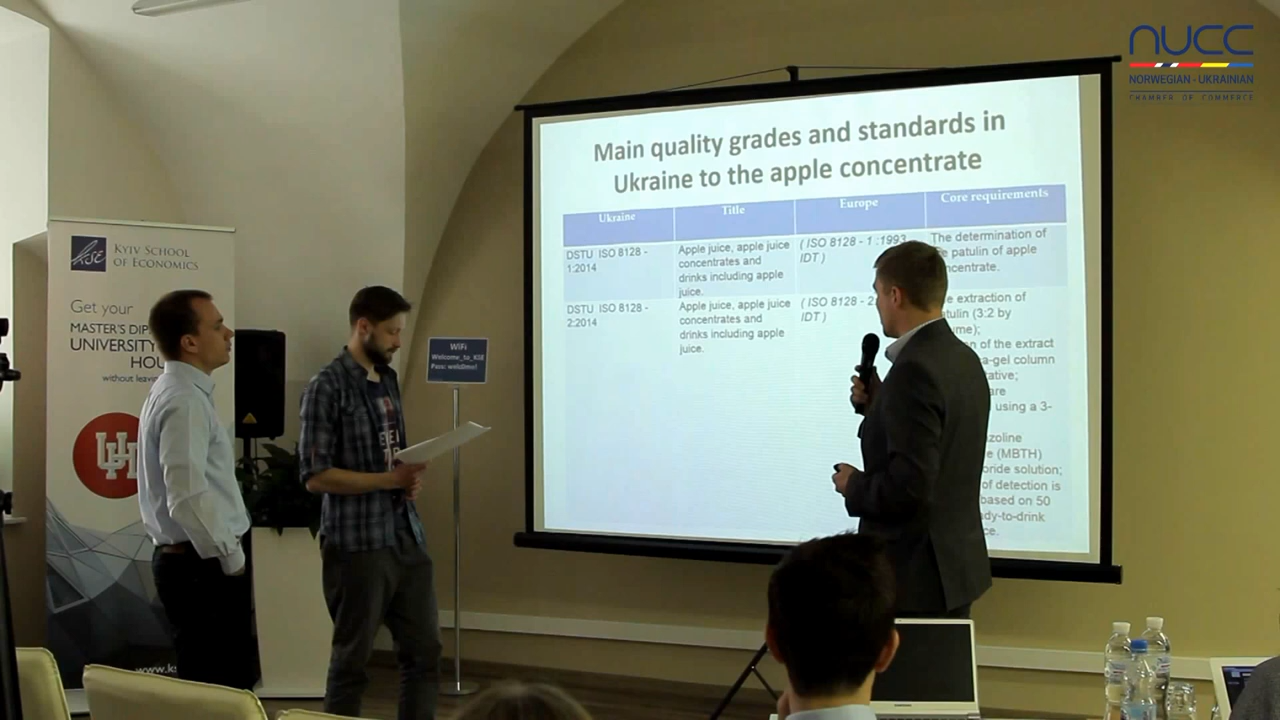 NUCC
NORWEGIAN - UKRAINIAN
CHAMBER OF COMMERCE
Main quality grades and standards in
Ukraine to the apple concentrate
Ukraine
Title
Europe
Core requirements
DSTU ISO 8128 -
1:2014
Apple juice, apple juice
concentrates and
drinks including apple
juice.
( ISO 8128 - 1 :1993
IDT )
The determination of
patulin of apple
DSTU ISO 8128 -
2:2014
Apple juice, apple juice
concentrates and
drinks including apple
juice.
( ISO 8128 -
IDT )
extraction of
(3:2 by
of the extract
column
are
using a 3-
(MBTH)
solution;
of detection is
based on 50
KYIV SCHOOL
OF ECONOMICS
Get your
MASTER'S
UNIVERSITY
without
UH
WiFi
Welcome_to_KSE